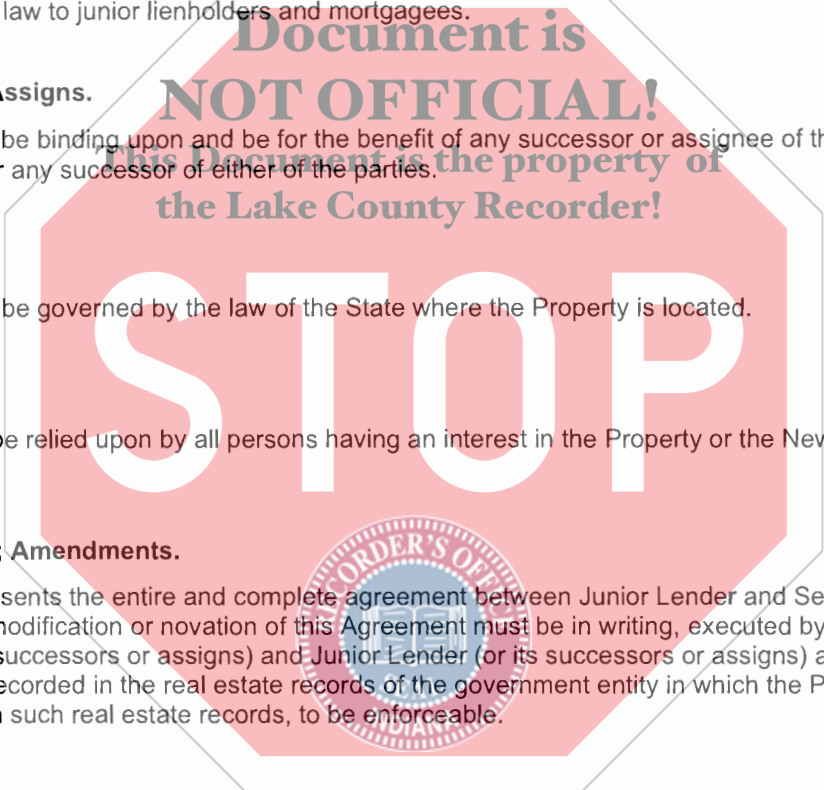 law to junior lienholders and mortgagees.
Document is
Assigns.
NOT OFFICIAL!
be binding upon and be for the benefit of any successor or assignee of th
This Document is the property of
r any successor of either of the parties.
the Lake County Recorder!
STOP
be governed by the law of the State where the Property is located.
be relied upon by all persons having an interest in the Property or the New
; Amendments.
RECORDER'S OFFICE
sents the entire and complete agreement between Junior Lender and Se
modification or novation of this Agreement must be in writing, executed by
successors or assigns) and Junior Lender (or its successors or assigns) a
ecorded in the real estate records of the government entity in which the P
such real estate records, to be enforceable.
INDIANA